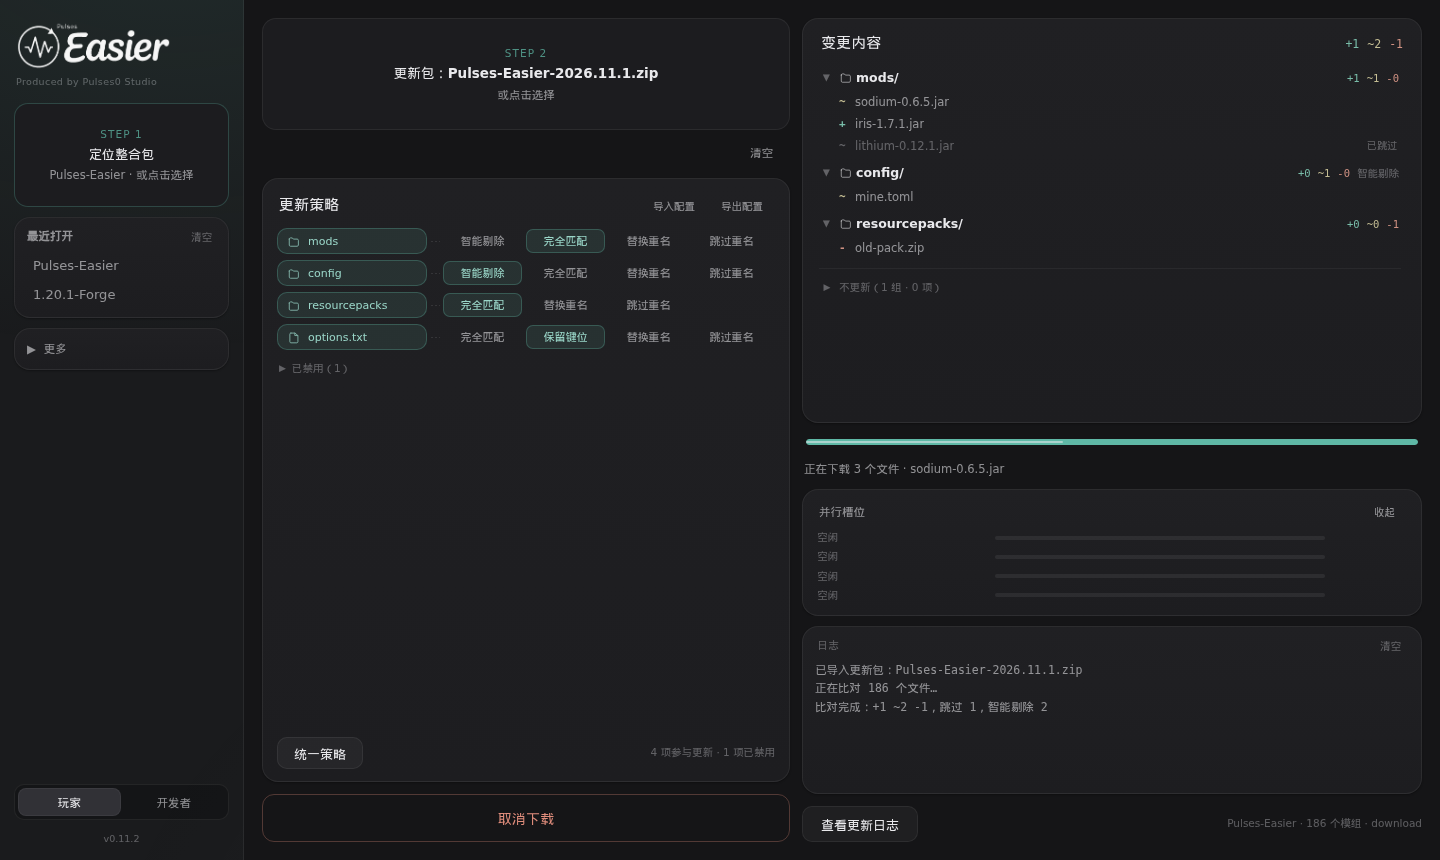 Pulses
Easier
Produced by Pulses0 Studio
STEP 1
定位整合包
Pulses-Easier · 或点击选择
最近打开 清空
Pulses-Easier
1.20.1-Forge
▶ 更多
玩家 开发者
v0.11.2
STEP 2
更新包：Pulses-Easier-2026.11.1.zip
或点击选择
清空
更新策略 导入配置 导出配置
mods ··· 智能剔除 完全匹配 替换重名 跳过重名
config ··· 智能剔除 完全匹配 替换重名 跳过重名
resourcepacks ··· 完全匹配 替换重名 跳过重名
options.txt ··· 完全匹配 保留键位 替换重名 跳过重名
▶ 已禁用（1）
统一策略 4 项参与更新 · 1 项已禁用
取消下载
变更内容 +1 ~2 -1
▼ mods/ +1 ~1 -0
~ sodium-0.6.5.jar
+ iris-1.7.1.jar
~ lithium-0.12.1.jar 已跳过
▼ config/ +0 ~1 -0 智能剔除
~ mine.toml
▼ resourcepacks/ +0 ~0 -1
- old-pack.zip
▶ 不更新（1 组 · 0 项）
正在下载 3 个文件 · sodium-0.6.5.jar
并行槽位 收起
空闲
空闲
空闲
空闲
日志 清空
已导入更新包：Pulses-Easier-2026.11.1.zip
正在比对 186 个文件…
比对完成：+1 ~2 -1，跳过 1，智能剔除 2
查看更新日志 Pulses-Easier · 186 个模组 · download